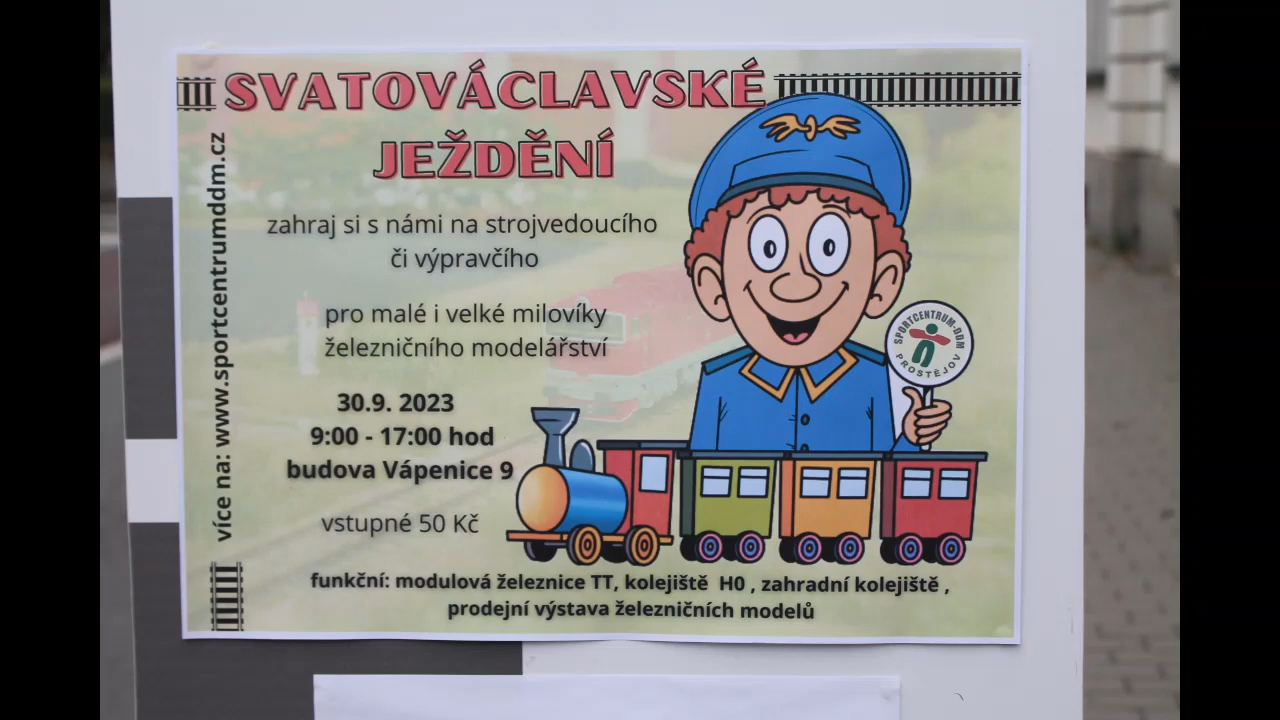 SVATOVÁCLAVSKÉ
JEŽDĚNÍ
zahraj si s námi na strojvedoucího
či výpravčího
pro malé i velké milovíky
železničního modelářství
30.9. 2023
9:00 - 17:00 hod
budova Vápenice 9
vstupné 50 Kč
funkční: modulová železnice TT, kolejiště H0 , zahradní kolejiště ,
prodejní výstava železničních modelů
více na: www.sportcentrumddm.cz
SPORTCENTRUM-DDM
PROSTĚJOV